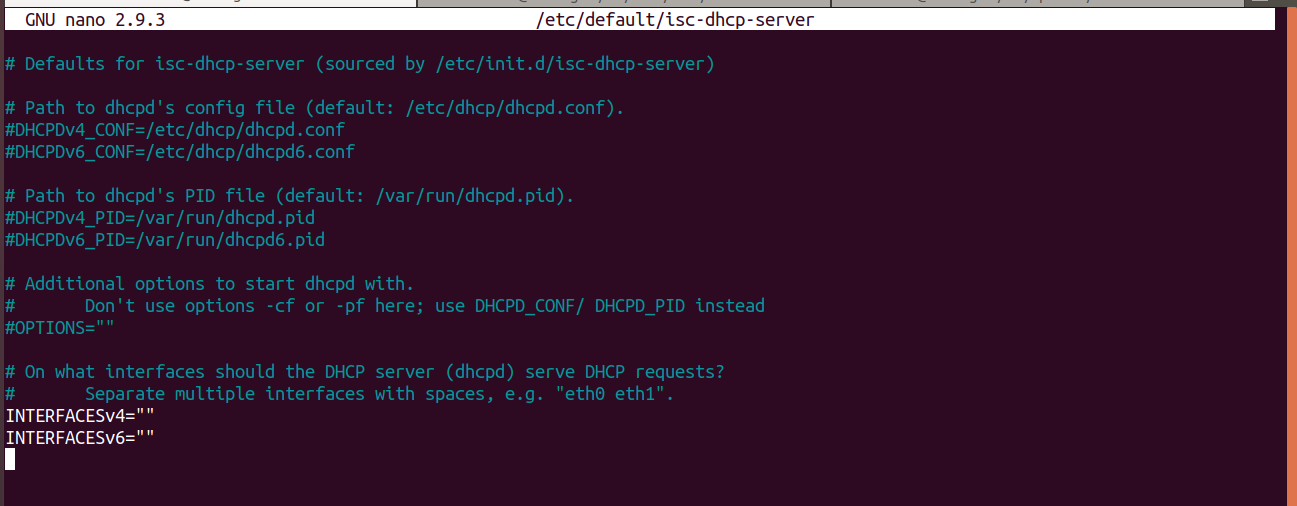 GNU nano 2.9.3 /etc/default/isc-dhcp-server
# Defaults for isc-dhcp-server (sourced by /etc/init.d/isc-dhcp-server)
# Path to dhcpd's config file (default: /etc/dhcp/dhcpd.conf).
#DHCPDv4_CONF=/etc/dhcp/dhcpd.conf
#DHCPDv6_CONF=/etc/dhcp/dhcpd6.conf
# Path to dhcpd's PID file (default: /var/run/dhcpd.pid).
#DHCPDv4_PID=/var/run/dhcpd.pid
#DHCPDv6_PID=/var/run/dhcpd6.pid
# Additional options to start dhcpd with.
#       Don't use options -cf or -pf here; use DHCPD_CONF/ DHCPD_PID instead
#OPTIONS=""
# On what interfaces should the DHCP server (dhcpd) serve DHCP requests?
#       Separate multiple interfaces with spaces, e.g. "eth0 eth1".
INTERFACESv4=""
INTERFACESv6=""